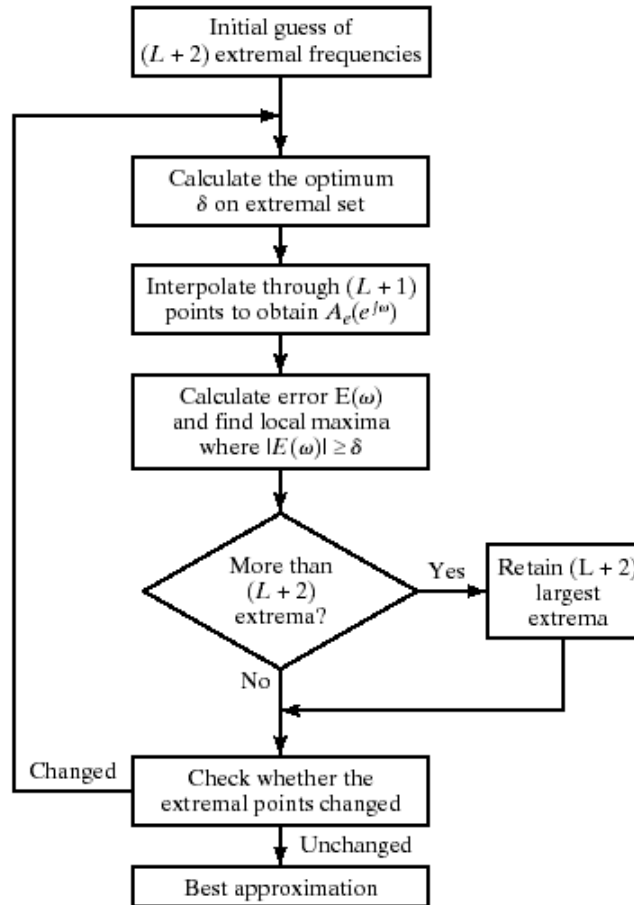 Initial guess of
(L + 2) extremal frequencies
Calculate the optimum
δ on extremal set
Interpolate through (L + 1)
points to obtain Aₑ(e^{jω})
Calculate error E(ω)
and find local maxima
where |E(ω)| ≥ δ
More than
(L + 2)
extrema?
Yes
Retain (L + 2)
largest
extrema
No
Changed
Check whether the
extremal points changed
Unchanged
Best approximation